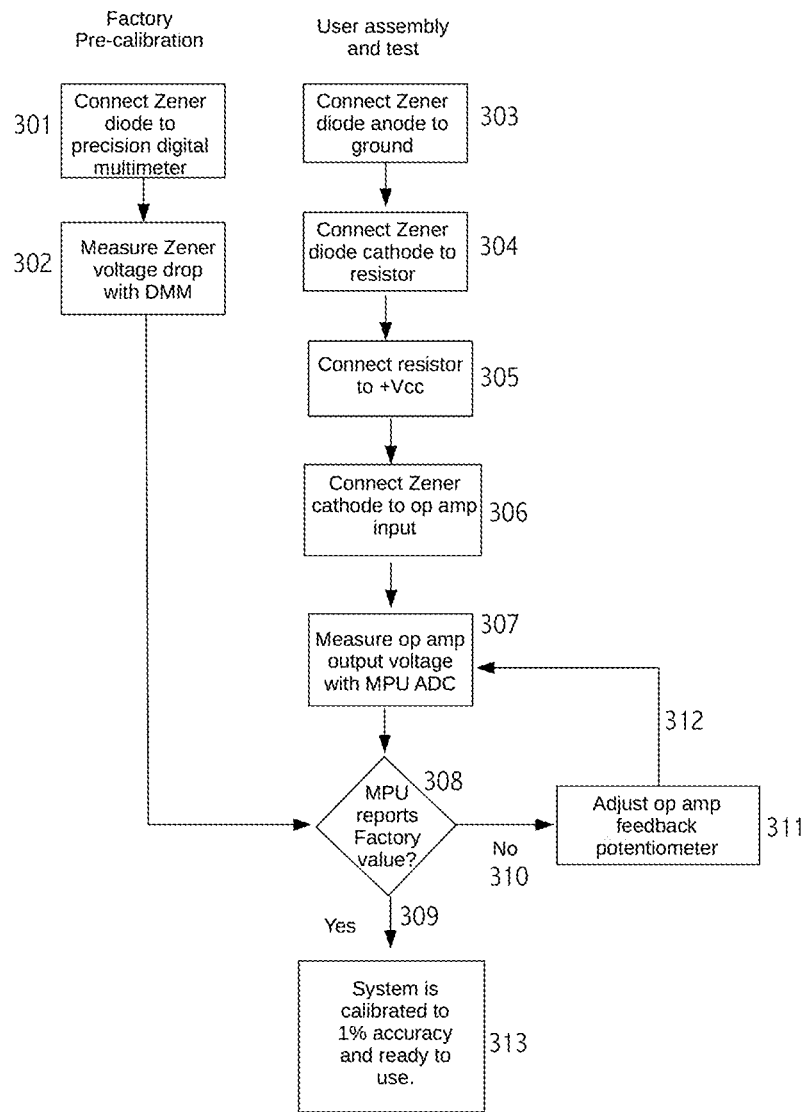 Factory
Pre-calibration
User assembly
and test
301
Connect Zener
diode to
precision digital
multimeter
302
Measure Zener
voltage drop
with DMM
Connect Zener
diode anode to
ground
303
Connect Zener
diode cathode to
resistor
304
Connect resistor
to +Vcc
305
Connect Zener
cathode to op amp
input
306
307
Measure op amp
output voltage
with MPU ADC
312
308
MPU
reports
Factory
value?
No
310
Adjust op amp
feedback
potentiometer
311
Yes
309
System is
calibrated to
1% accuracy
and ready to
use.
313